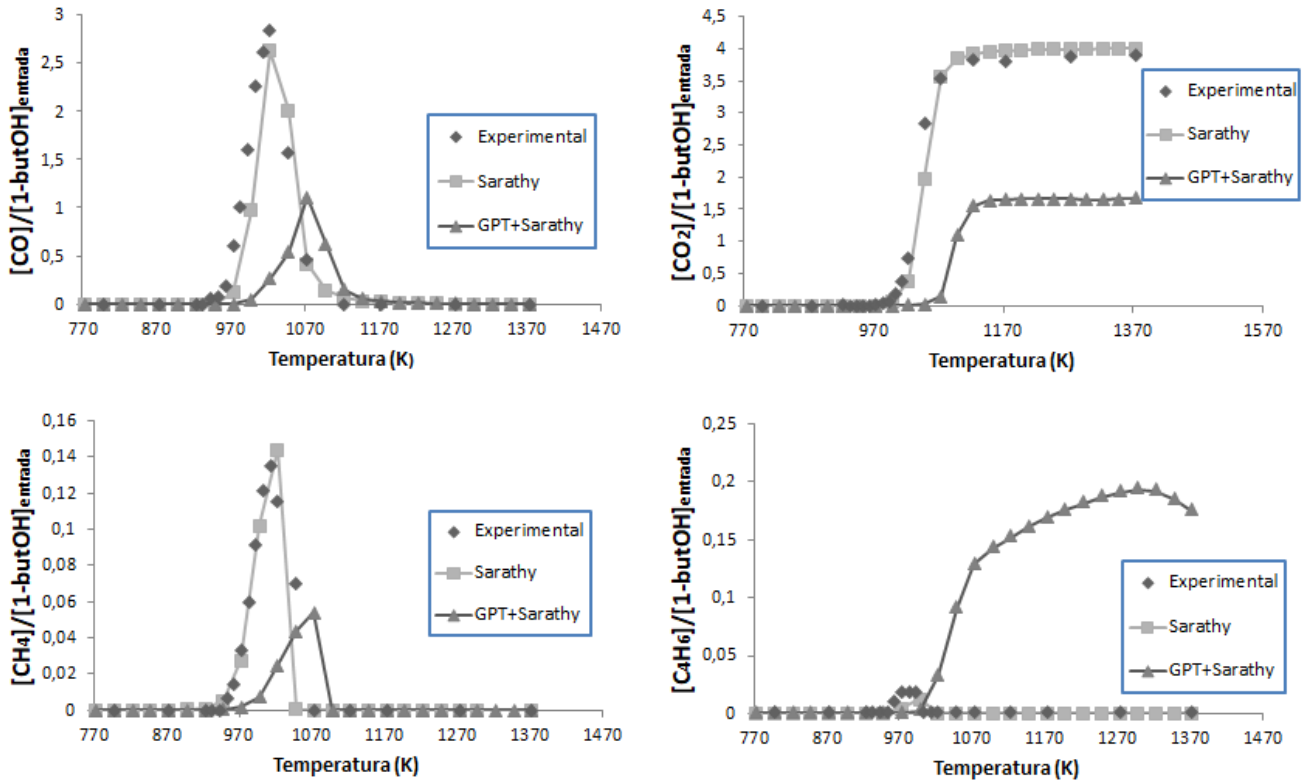 [CO]/[1-butOH]entrada
3
2,5
2
1,5
1
0,5
0
770 870 970 1070 1170 1270 1370 1470
Temperatura (K)
Experimental
Sarathy
GPT+Sarathy
[CO2]/[1-butOH]entrada
4,5
4
3,5
3
2,5
2
1,5
1
0,5
0
770 970 1170 1370 1570
Temperatura (K)
Experimental
Sarathy
GPT+Sarathy
[CH4]/[1-butOH]entrada
0,16
0,14
0,12
0,1
0,08
0,06
0,04
0,02
0
770 870 970 1070 1170 1270 1370 1470
Temperatura (K)
Experimental
Sarathy
GPT+Sarathy
[C4H6]/[1-butOH]entrada
0,25
0,2
0,15
0,1
0,05
0
770 870 970 1070 1170 1270 1370 1470
Temperatura (K)
Experimental
Sarathy
GPT+Sarathy